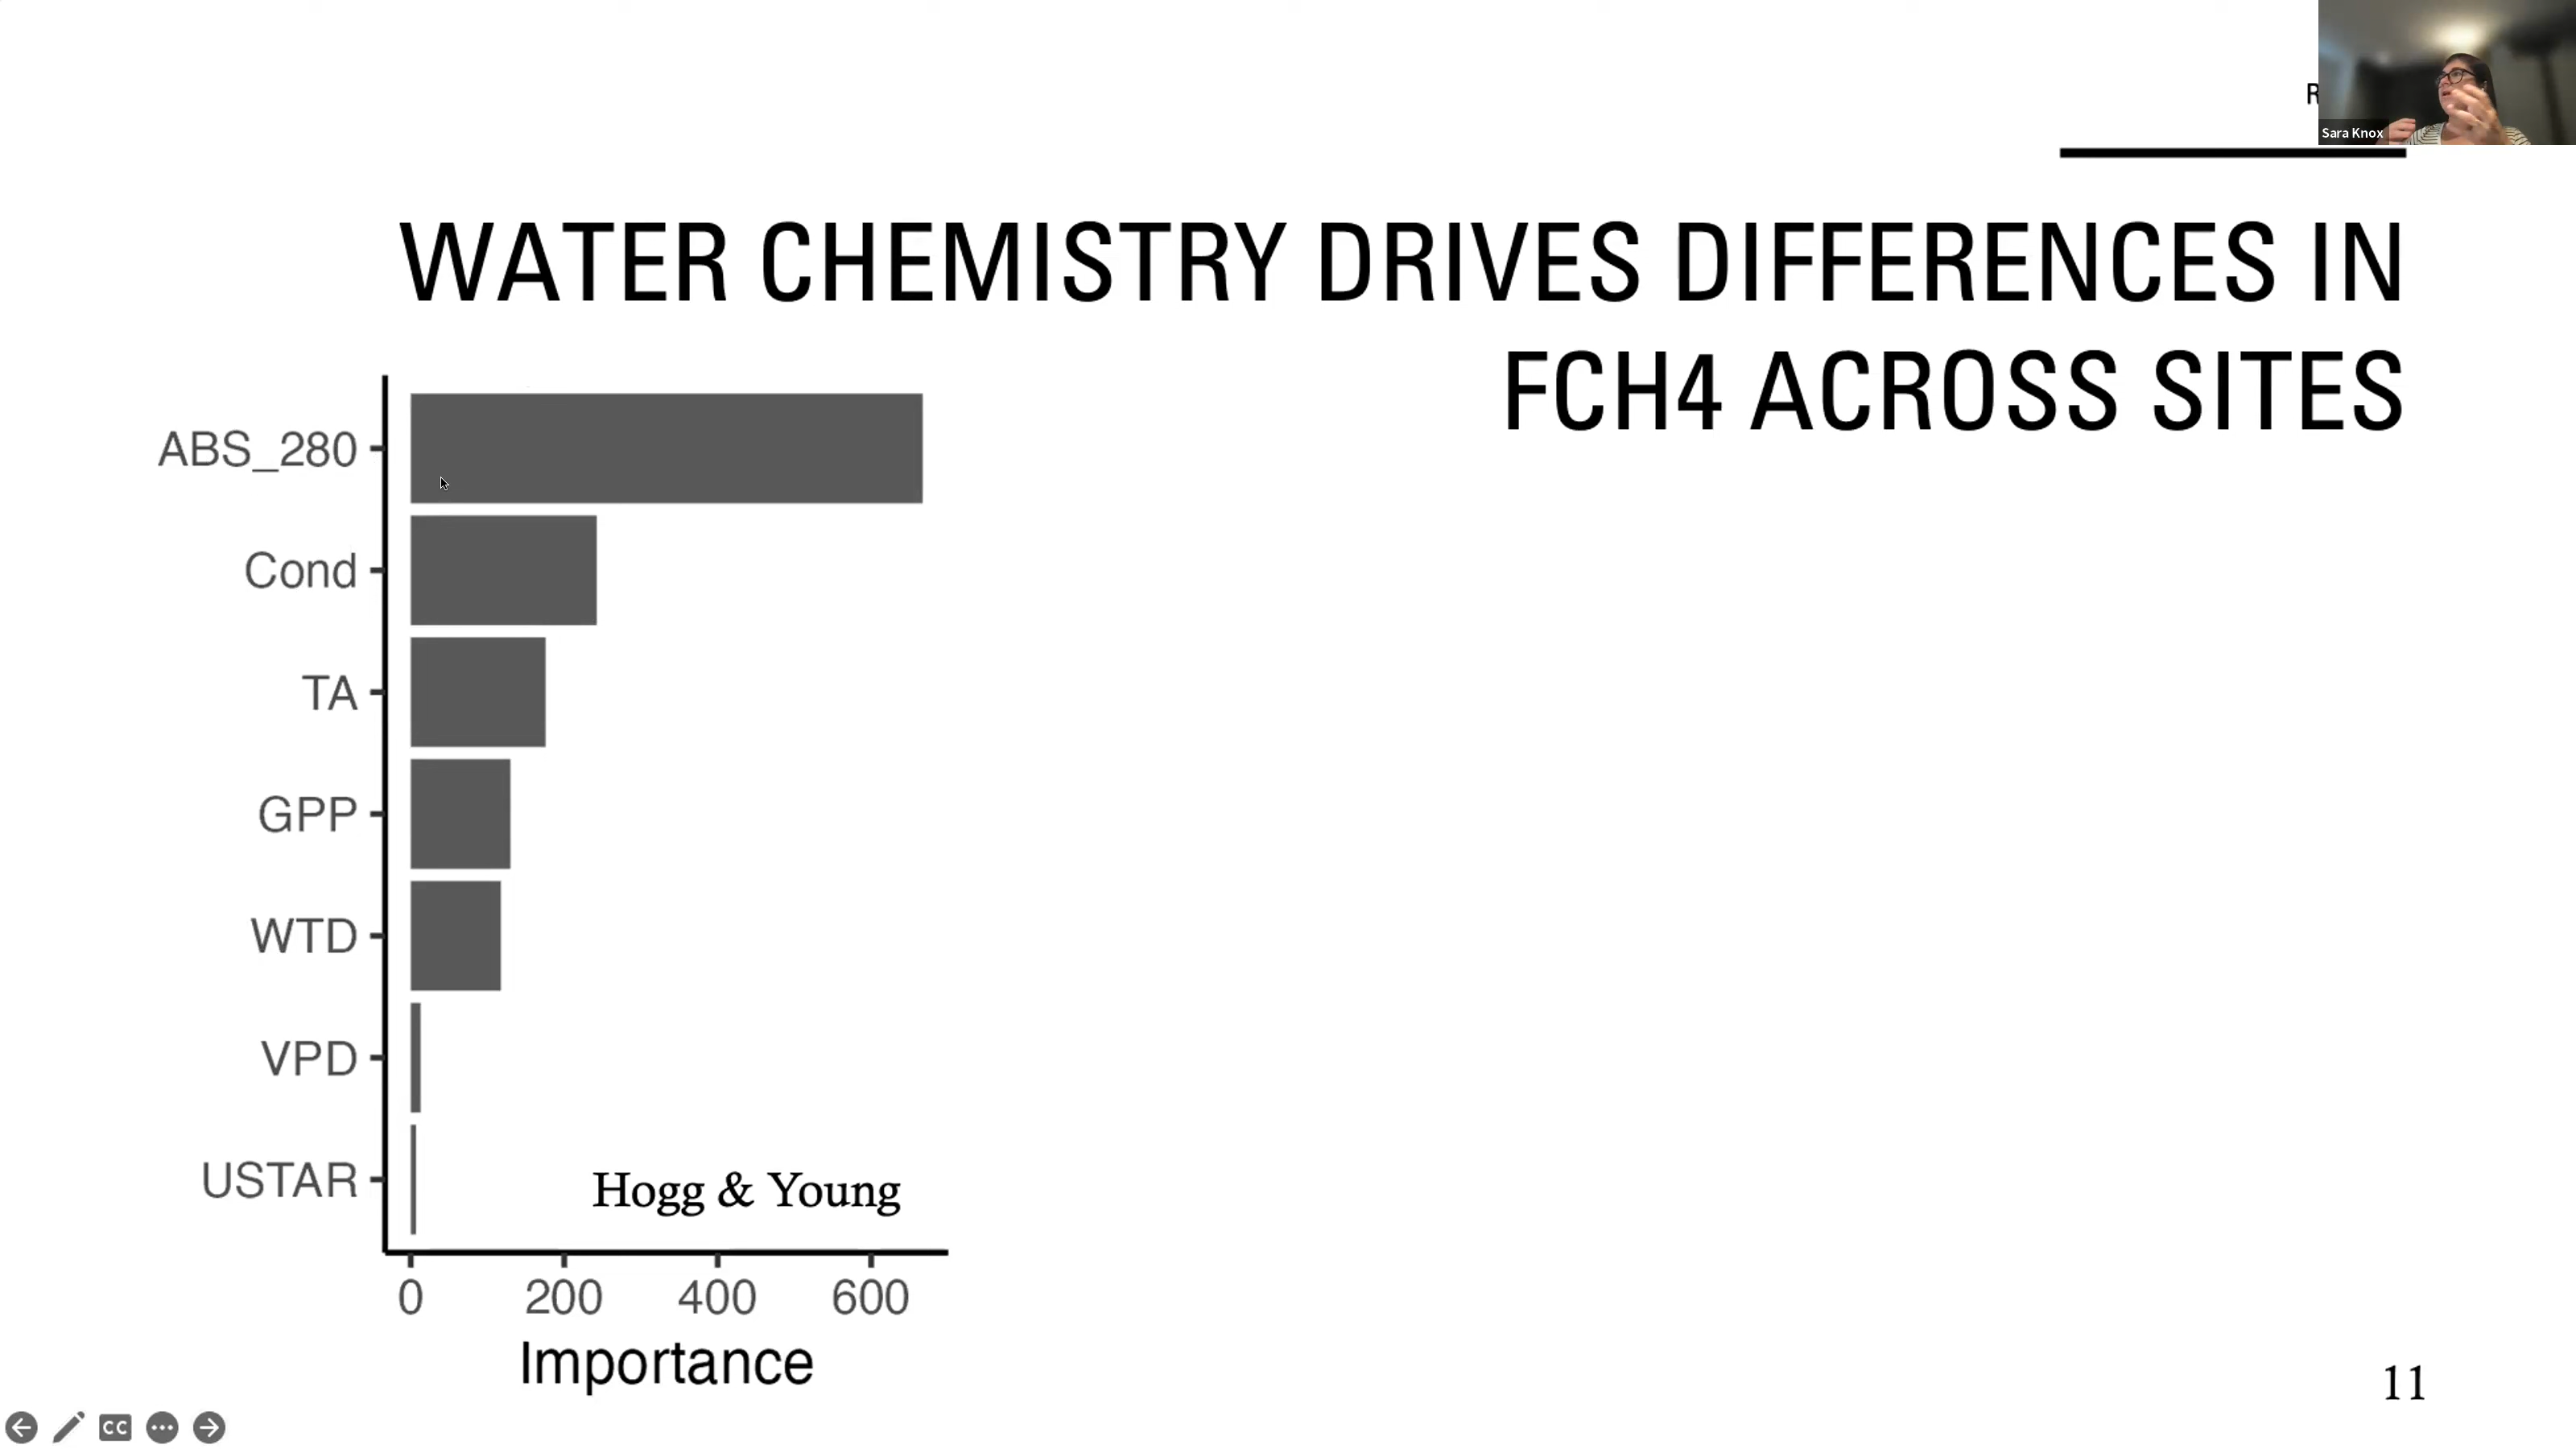 Sara Knox
WATER CHEMISTRY DRIVES DIFFERENCES IN
FCH4 ACROSS SITES
ABS_280
Cond
TA
GPP
WTD
VPD
USTAR
Hogg & Young
0 200 400 600
Importance
11
CC